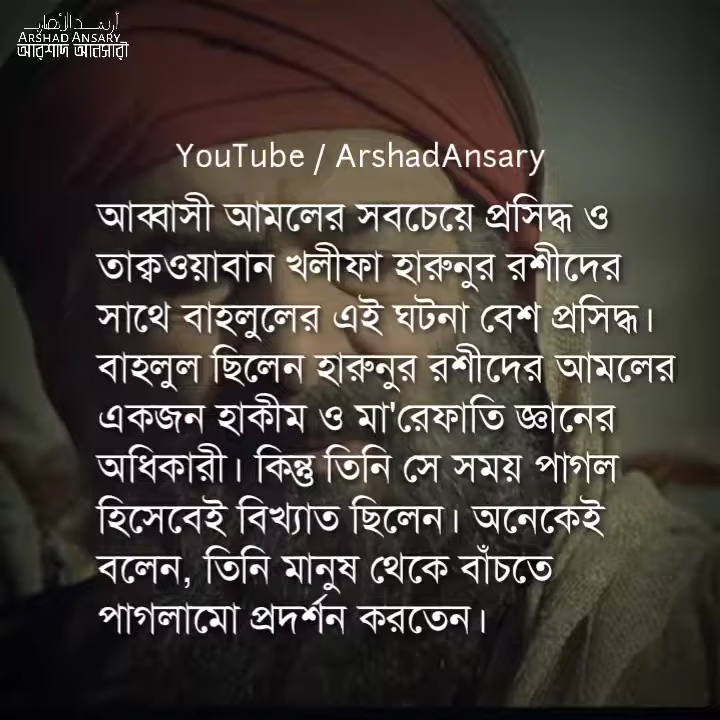 أرشد الأنصاري
ARSHAD ANSARY
আরশাদ আনসারী
YouTube / ArshadAnsary
আব্বাসী আমলের সবচেয়ে প্রসিদ্ধ ও
তাক্বওয়াবান খলীফা হারুনুর রশীদের
সাথে বাহলুলের এই ঘটনা বেশ প্রসিদ্ধ।
বাহলুল ছিলেন হারুনুর রশীদের আমলের
একজন হাকীম ও মা'রেফাতি জ্ঞানের
অধিকারী। কিন্তু তিনি সে সময় পাগল
হিসেবেই বিখ্যাত ছিলেন। অনেকেই
বলেন, তিনি মানুষ থেকে বাঁচতে
পাগলামো প্রদর্শন করতেন।